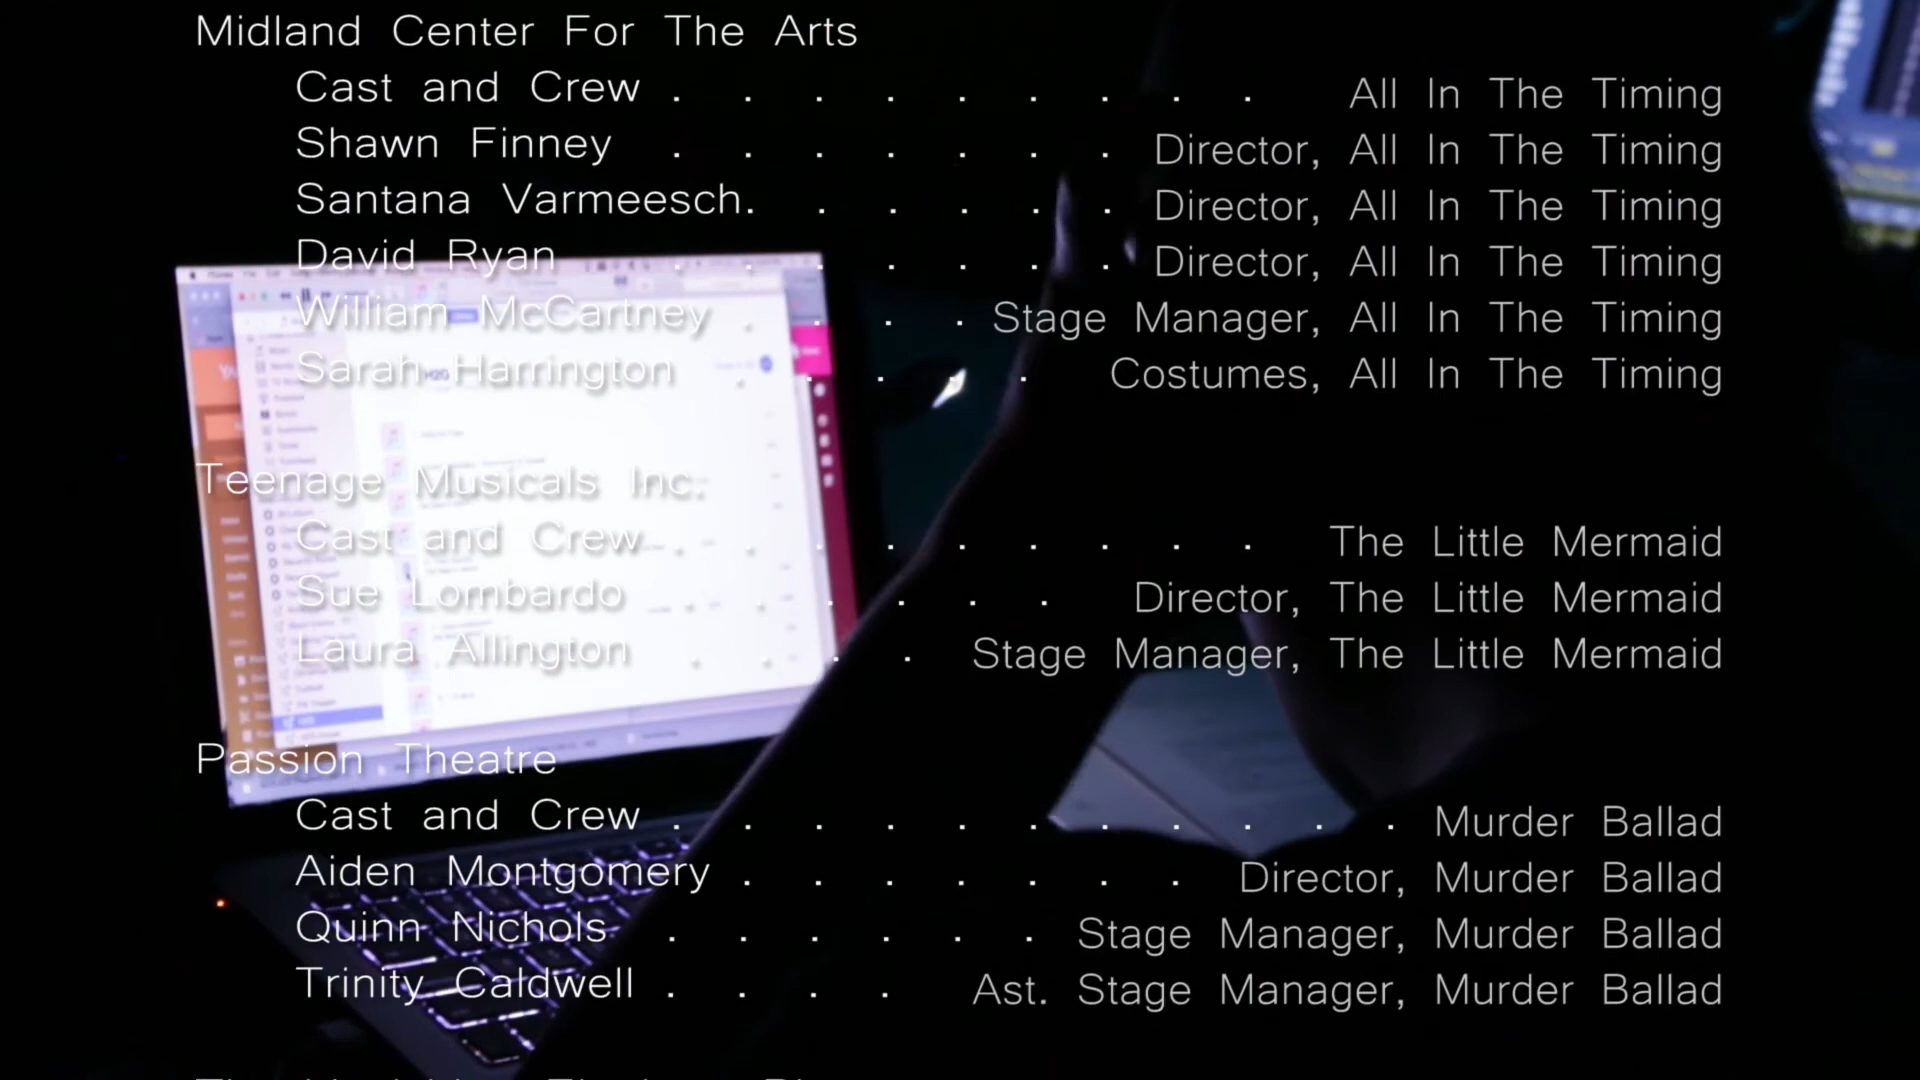 Midland Center For The Arts
Cast and Crew . . . . . . . . . All In The Timing
Shawn Finney . . . . . . . Director, All In The Timing
Santana Varmeesch. . . . . . Director, All In The Timing
David Ryan . . . . . . . Director, All In The Timing
William McCartney . . . . Stage Manager, All In The Timing
Sarah Harrington . . . . . Costumes, All In The Timing
Teenage Musicals Inc.
Cast and Crew . . . . . . . . . The Little Mermaid
Sue Lombardo . . . . . . Director, The Little Mermaid
Laura Allington . . . . Stage Manager, The Little Mermaid
Passion Theatre
Cast and Crew . . . . . . . . . . . Murder Ballad
Aiden Montgomery . . . . . . . Director, Murder Ballad
Quinn Nichols . . . . . . Stage Manager, Murder Ballad
Trinity Caldwell . . . . Ast. Stage Manager, Murder Ballad